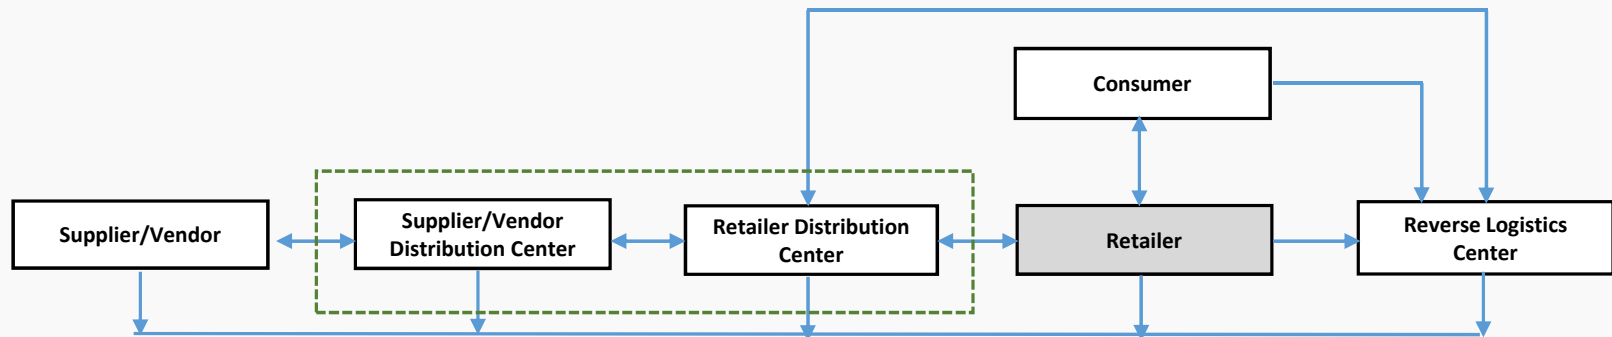 Consumer
Supplier/Vendor
Supplier/Vendor
Distribution Center
Retailer Distribution
Center
Retailer
Reverse Logistics
Center